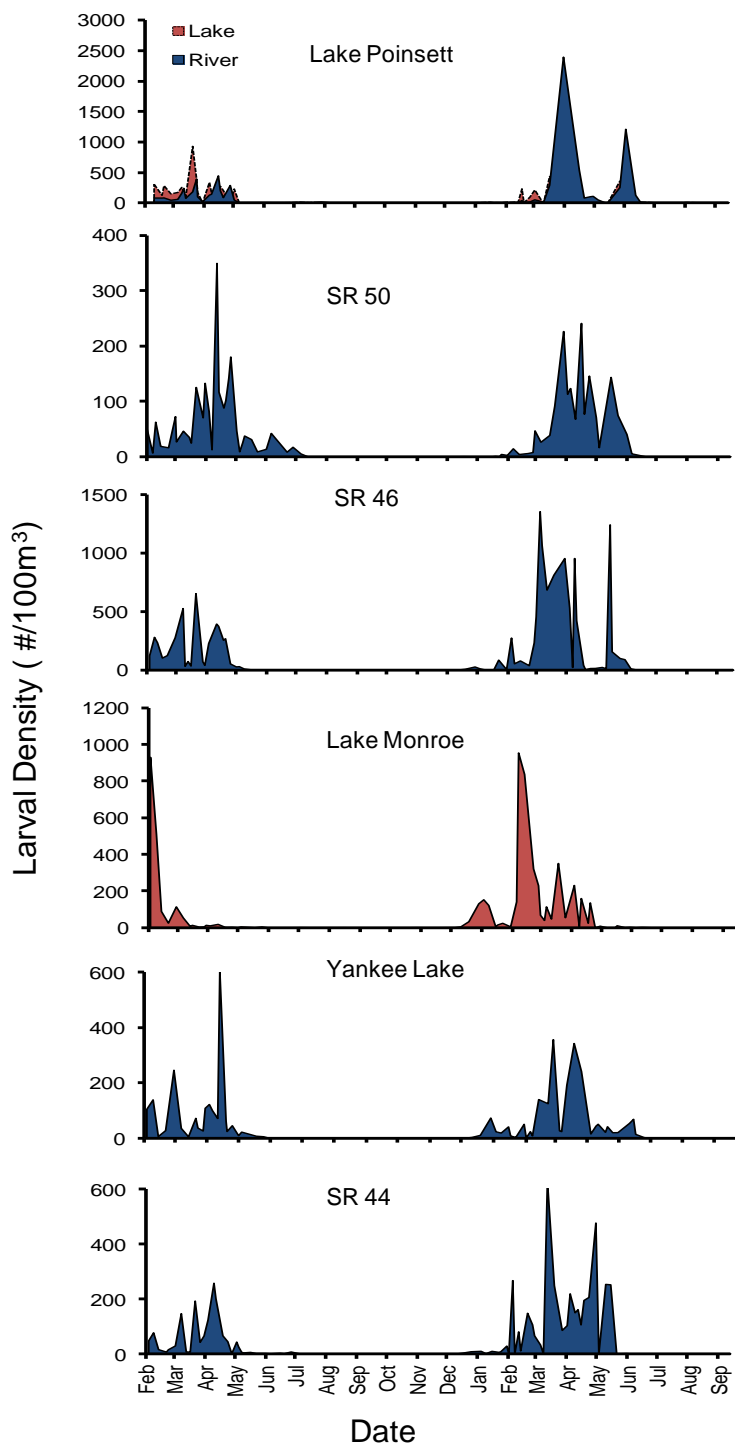 Lake
River
Lake Poinsett
3000
2500
2000
1500
1000
500
0
SR 50
400
300
200
100
0
SR 46
1500
1000
500
0
Lake Monroe
1200
1000
800
600
400
200
0
Yankee Lake
600
400
200
0
SR 44
600
400
200
0
Larval Density ( #/100m³)
Feb Mar Apr May Jun Jul Aug Sep Oct Nov Dec Jan Feb Mar Apr May Jun Jul Aug Sep
Date